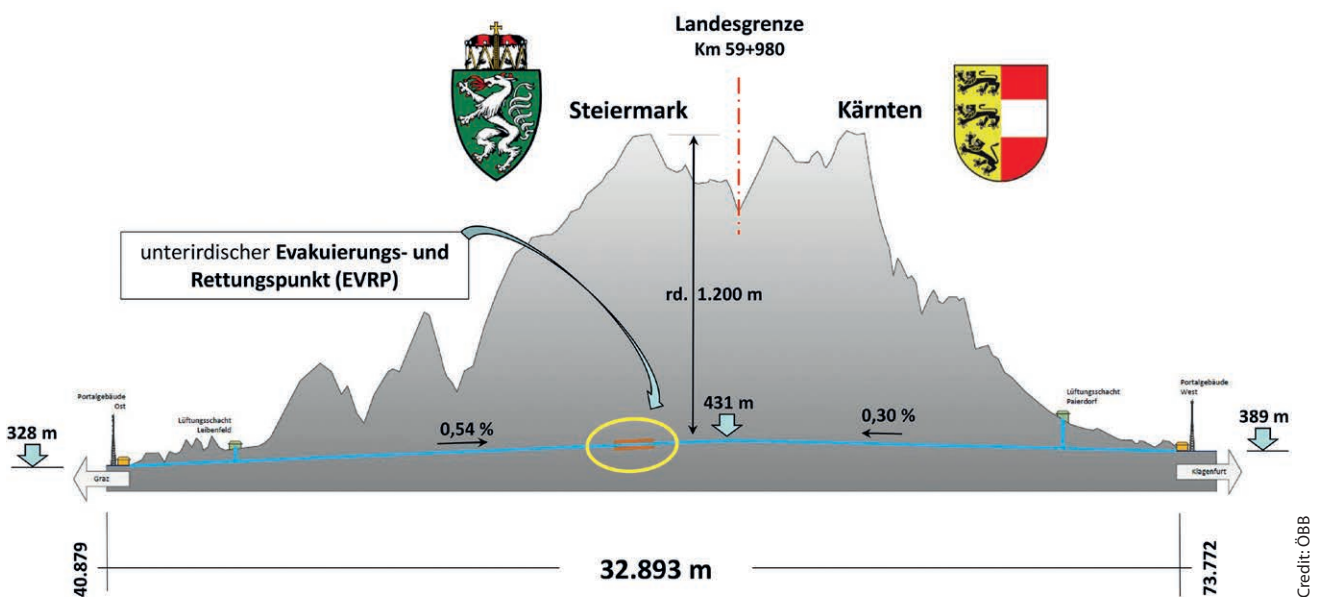 Landesgrenze
Km 59+980
Steiermark
Kärnten
unterirdischer Evakuierungs- und
Rettungspunkt (EVRP)
rd. 1.200 m
Portalgebäude
Ost
Lüftungsschacht
Leibenfeld
328 m
0,54 %
431 m
0,30 %
Lüftungsschacht
Paierdorf
Portalgebäude
West
389 m
Graz
Klagenfurt
40.879
32.893 m
73.772
Credit: ÖBB